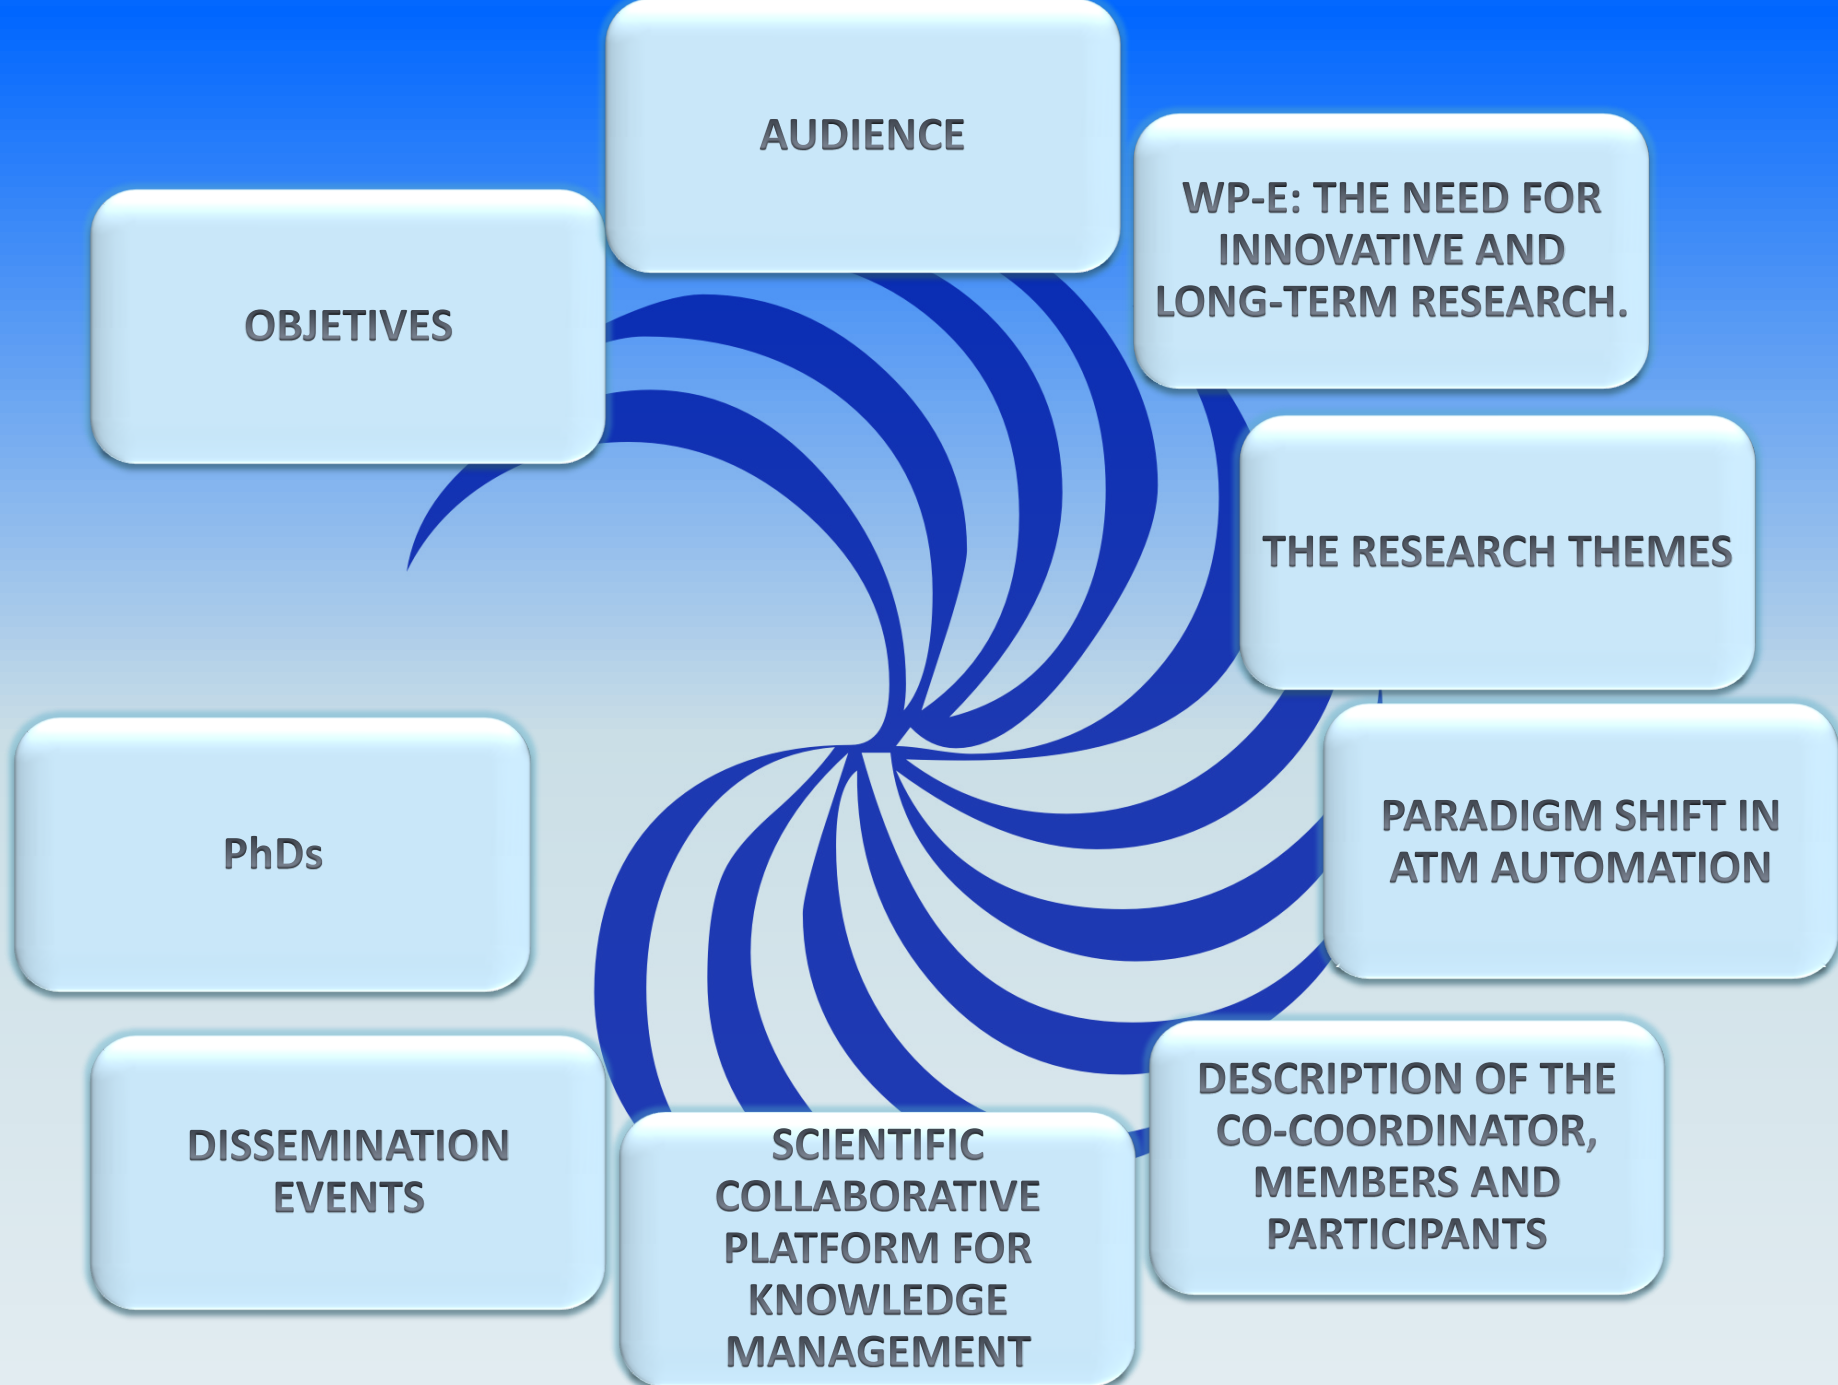 AUDIENCE
WP-E: THE NEED FOR
INNOVATIVE AND
LONG-TERM RESEARCH.
OBJETIVES
THE RESEARCH THEMES
PARADIGM SHIFT IN
ATM AUTOMATION
PhDs
DESCRIPTION OF THE
CO-COORDINATOR,
MEMBERS AND
PARTICIPANTS
DISSEMINATION
EVENTS
SCIENTIFIC
COLLABORATIVE
PLATFORM FOR
KNOWLEDGE
MANAGEMENT